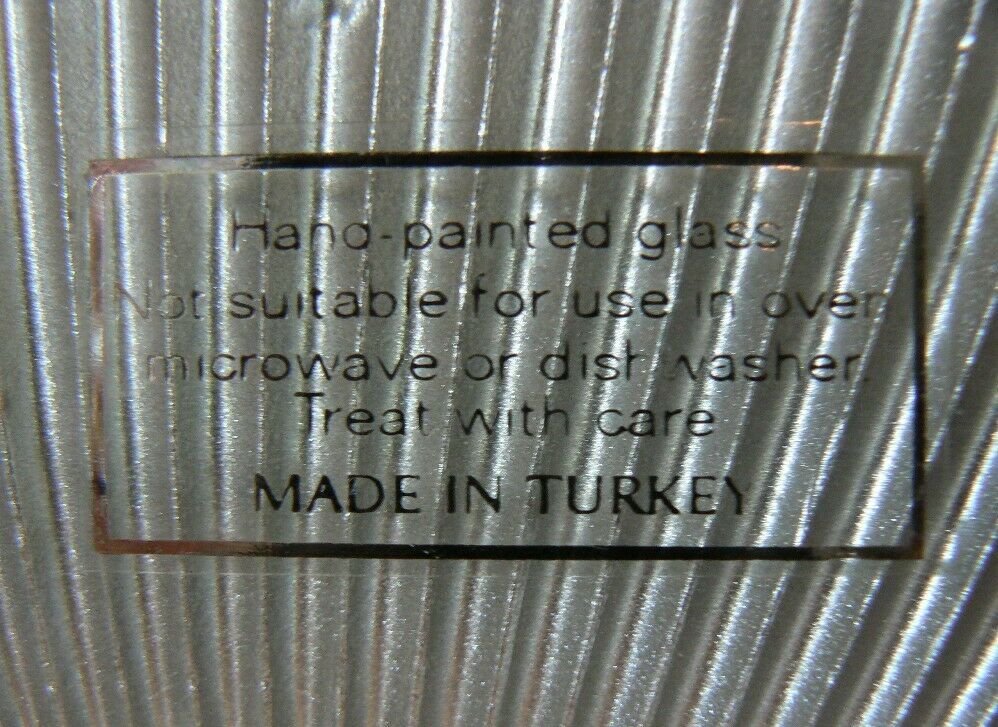 Hand-painted glass
Not suitable for use in oven
microwave or dish washer.
Treat with care
MADE IN TURKEY